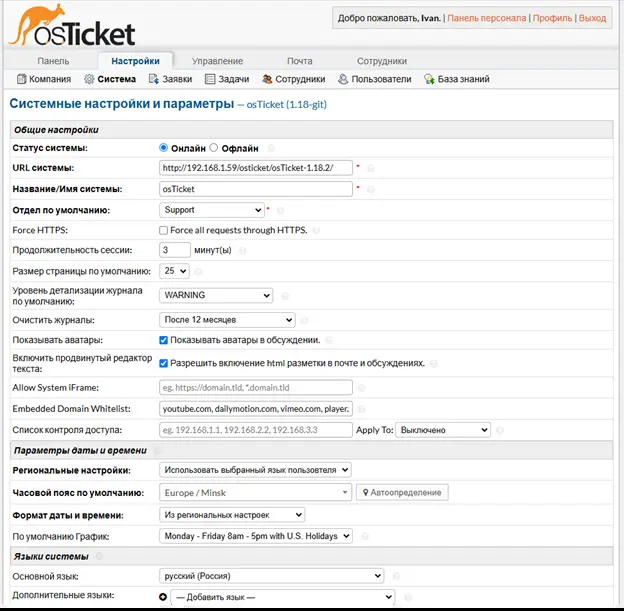 osTicket
Добро пожаловать, Ivan. | Панель персонала | Профиль | Выход
Панель Настройки Управление Почта Сотрудники
Компания Система Заявки Задачи Сотрудники Пользователи База знаний
Системные настройки и параметры — osTicket (1.18-git)
Общие настройки
Статус системы: Онлайн Офлайн
URL системы: http://192.168.1.59/osticket/osTicket-1.18.2/ *
Название/Имя системы: osTicket *
Отдел по умолчанию: Support *
Force HTTPS: Force all requests through HTTPS.
Продолжительность сессии: 3 минут(ы)
Размер страницы по умолчанию: 25
Уровень детализации журнала
по умолчанию: WARNING
Очистить журналы: После 12 месяцев
Показывать аватары: Показывать аватары в обсуждении.
Включить продвинутый редактор
текста: Разрешить включение html разметки в почте и обсуждениях.
Allow System iFrame: eg. https://domain.tld, *.domain.tld
Embedded Domain Whitelist: youtube.com, dailymotion.com, vimeo.com, player.
Список контроля доступа: eg. 192.168.1.1, 192.168.2.2, 192.168.3.3 Apply To: Выключено
Параметры даты и времени
Региональные настройки: Использовать выбранный язык пользовтеля
Часовой пояс по умолчанию: Europe / Minsk Автоопределение
Формат даты и времени: Из региональных настроек
По умолчанию График: Monday - Friday 8am - 5pm with U.S. Holidays
Языки системы
Основной язык: русский (Россия)
Дополнительные языки: — Добавить язык —